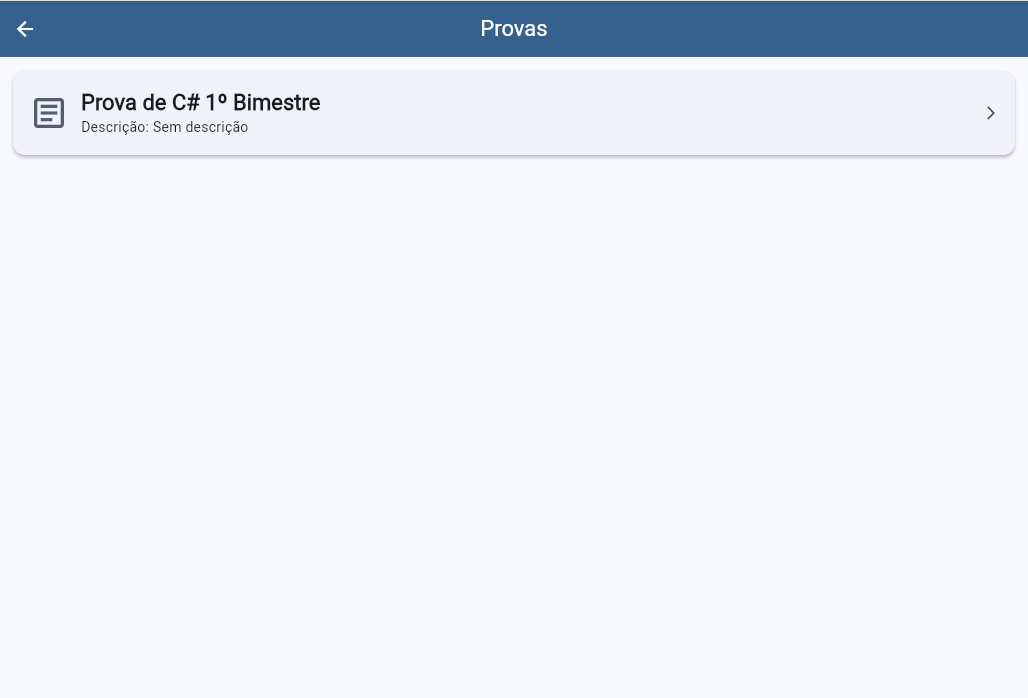 Provas
Prova de C# 1º Bimestre
Descrição: Sem descrição